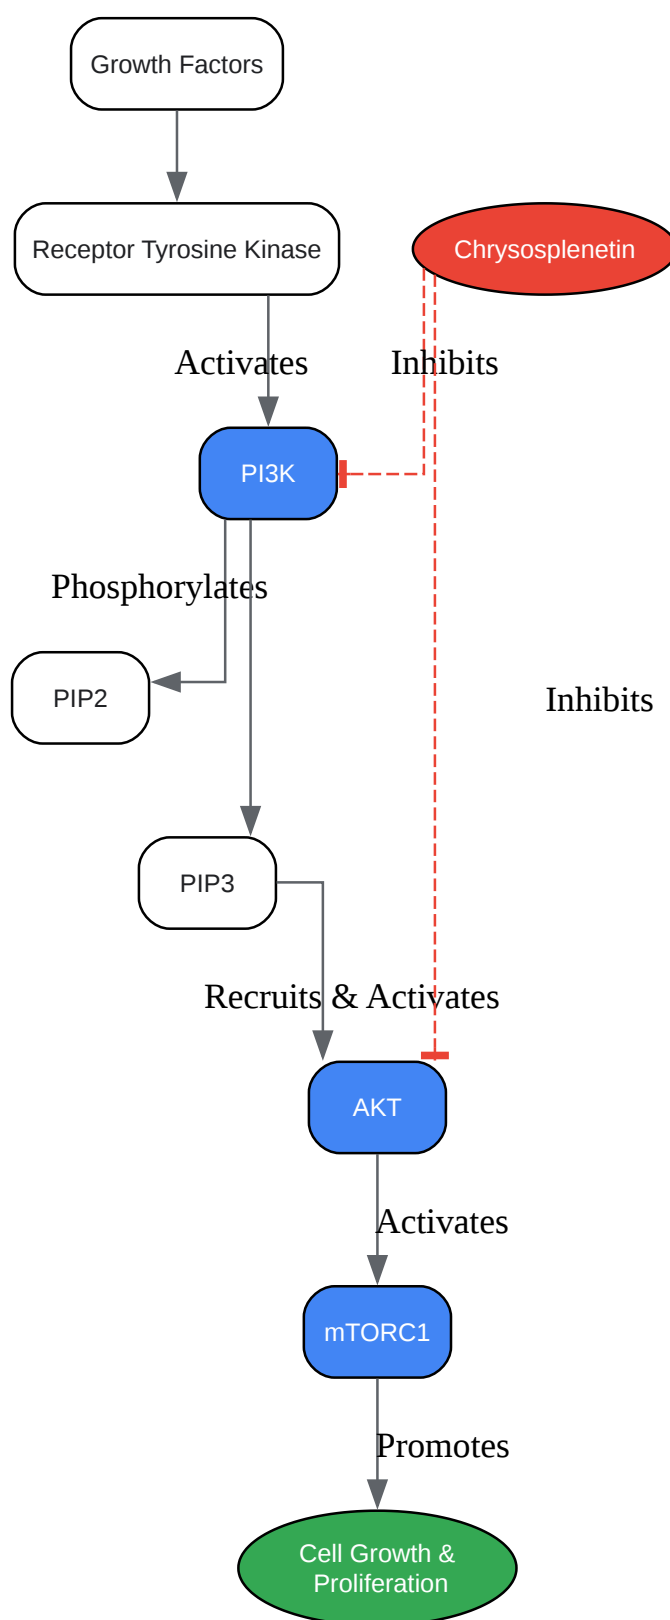 Growth Factors
Receptor Tyrosine Kinase
Chrysosplenetin
Activates
Inhibits
PI3K
Phosphorylates
PIP2
Inhibits
PIP3
Recruits & Activates
AKT
Activates
mTORC1
Promotes
Cell Growth &
Proliferation